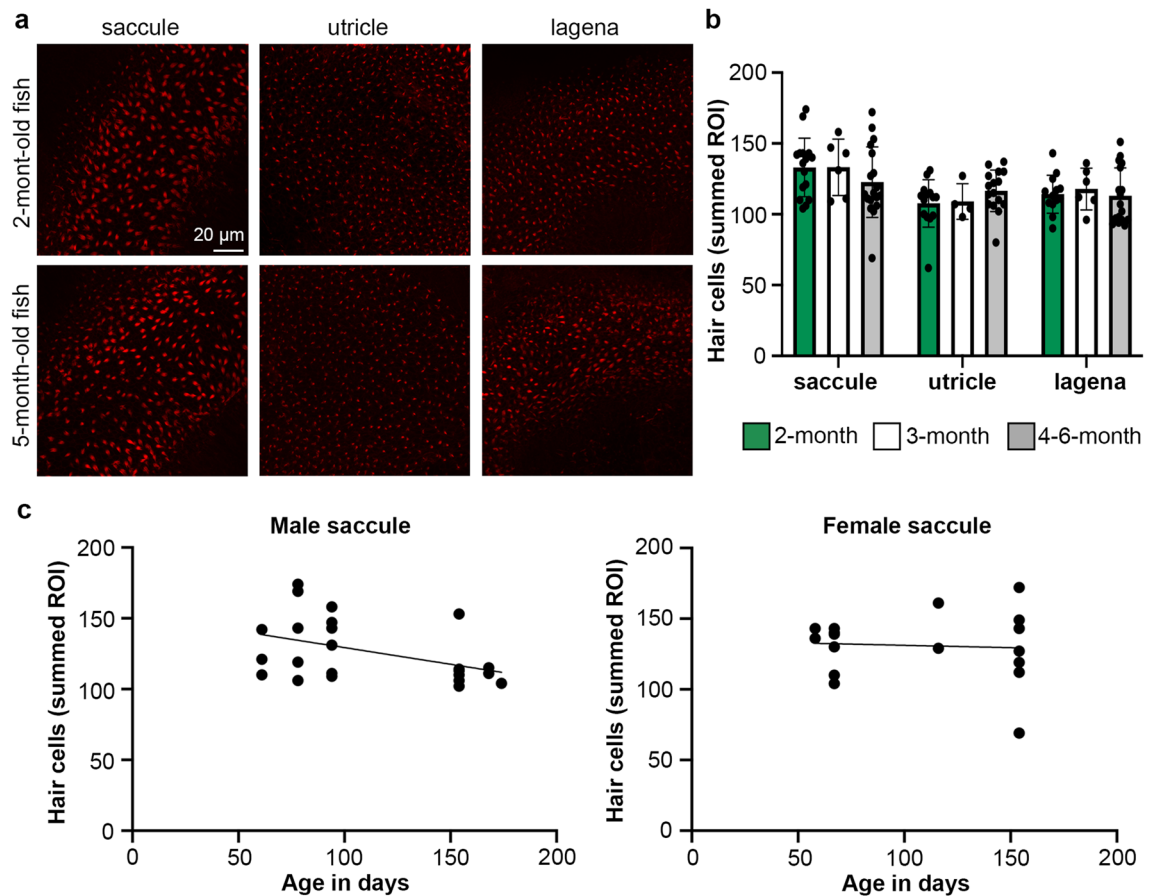 a
saccule
utricle
lagena
2-mont-old fish
20 µm
5-month-old fish
b
Hair cells (summed ROI)
200
150
100
50
0
saccule
utricle
lagena
2-month
3-month
4-6-month
c
Male saccule
Hair cells (summed ROI)
200
150
100
50
0
0
50
100
150
200
Age in days
Female saccule
Hair cells (summed ROI)
200
150
100
50
0
0
50
100
150
200
Age in days